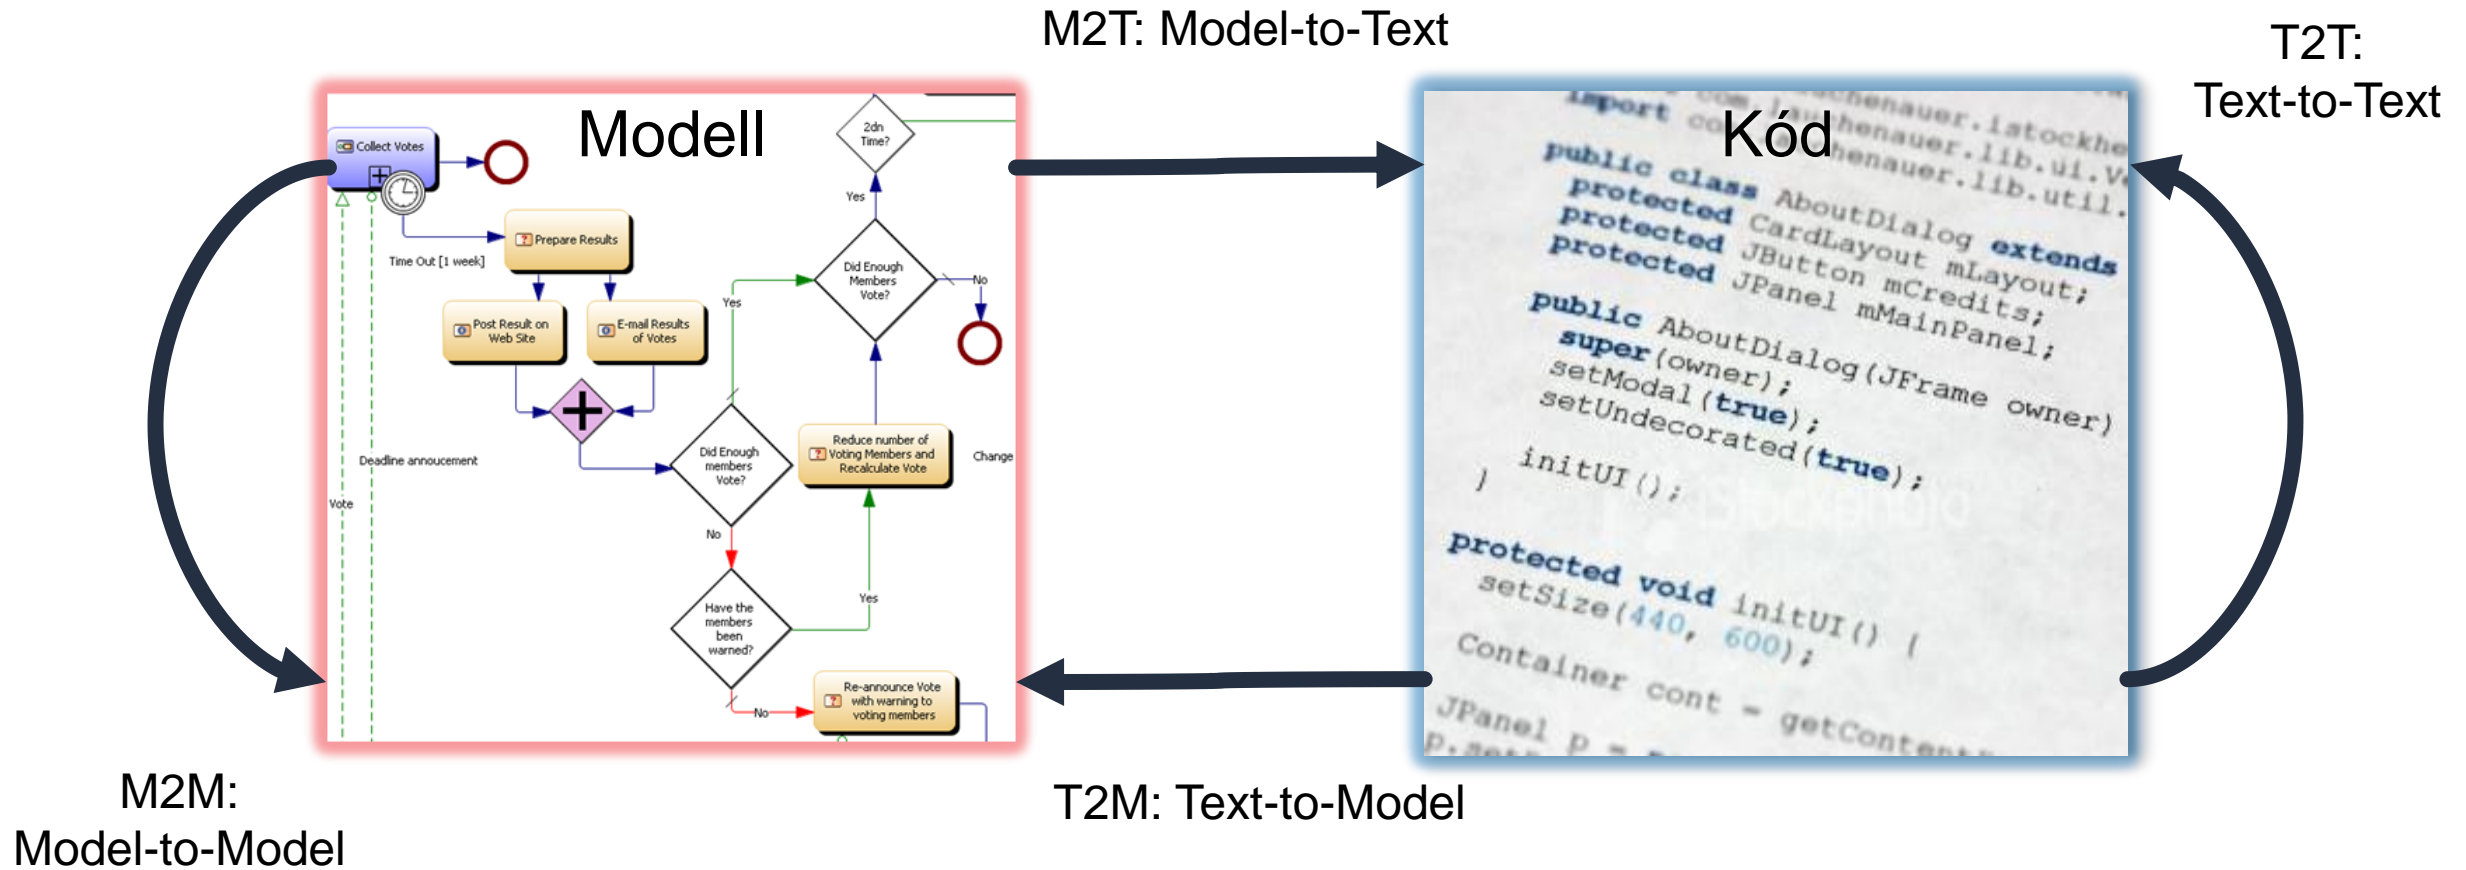 M2T: Model-to-Text
T2T:
Text-to-Text
Modell
Kód
Collect Votes
2dn
Time?
Yes
Prepare Results
Time Out [1 week]
Did Enough
Members
Vote?
No
Yes
Post Result on
Web Site
E-mail Results
of Votes
Reduce number of
Voting Members and
Recalculate Vote
Change
Did Enough
members
Vote?
Deadline annoucement
Vote
No
Yes
Have the
members
been
warned?
No
Re-announce Vote
with warning to
voting members
import
public class AboutDialog extends
protected CardLayout mLayout;
protected JButton mCredits;
protected JPanel mMainPanel;
public AboutDialog(JFrame owner)
super(owner);
setModal(true);
setUndecorated(true);
initUI();
}
protected void initUI() {
setSize(440, 600);
Container cont = getContent
JPanel p =
M2M:
Model-to-Model
T2M: Text-to-Model